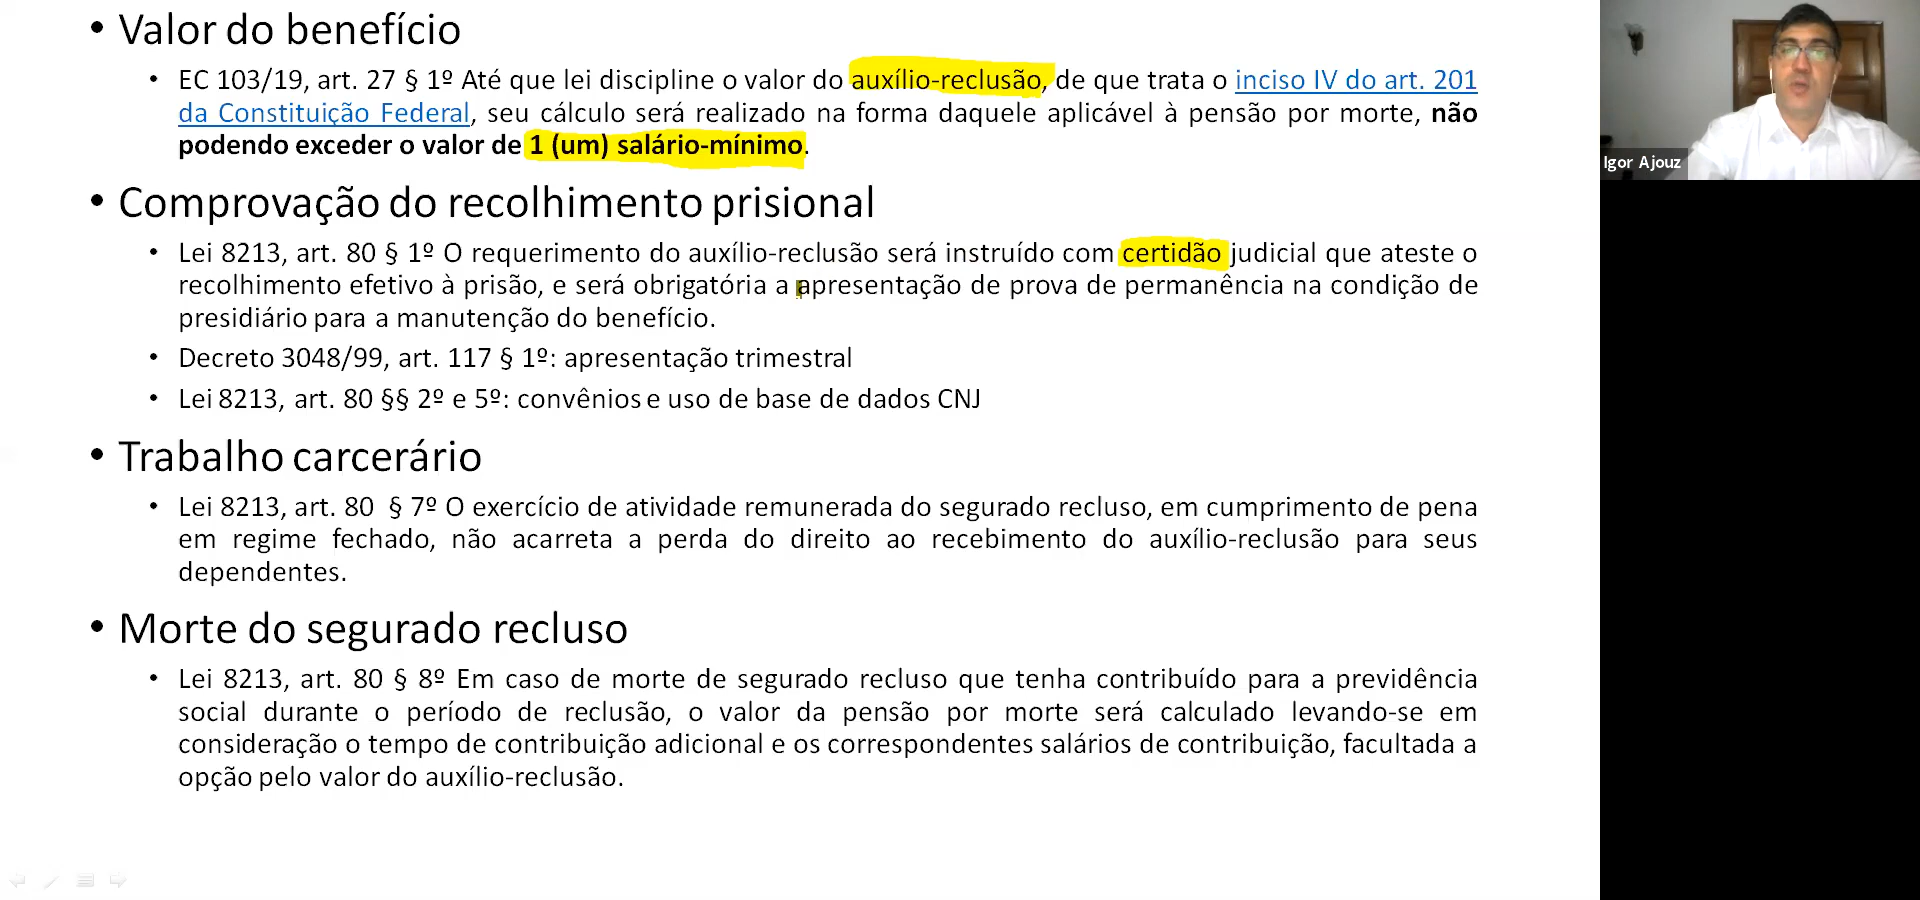 • Valor do benefício
• EC 103/19, art. 27 § 1º Até que lei discipline o valor do auxílio-reclusão, de que trata o inciso IV do art. 201
da Constituição Federal, seu cálculo será realizado na forma daquele aplicável à pensão por morte, não
podendo exceder o valor de 1 (um) salário-mínimo.
• Comprovação do recolhimento prisional
• Lei 8213, art. 80 § 1º O requerimento do auxílio-reclusão será instruído com certidão judicial que ateste o
recolhimento efetivo à prisão, e será obrigatória a apresentação de prova de permanência na condição de
presidiário para a manutenção do benefício.
• Decreto 3048/99, art. 117 § 1º: apresentação trimestral
• Lei 8213, art. 80 §§ 2º e 5º: convênios e uso de base de dados CNJ
• Trabalho carcerário
• Lei 8213, art. 80 § 7º O exercício de atividade remunerada do segurado recluso, em cumprimento de pena
em regime fechado, não acarreta a perda do direito ao recebimento do auxílio-reclusão para seus
dependentes.
• Morte do segurado recluso
• Lei 8213, art. 80 § 8º Em caso de morte de segurado recluso que tenha contribuído para a previdência
social durante o período de reclusão, o valor da pensão por morte será calculado levando-se em
consideração o tempo de contribuição adicional e os correspondentes salários de contribuição, facultada a
opção pelo valor do auxílio-reclusão.
Igor Ajouz